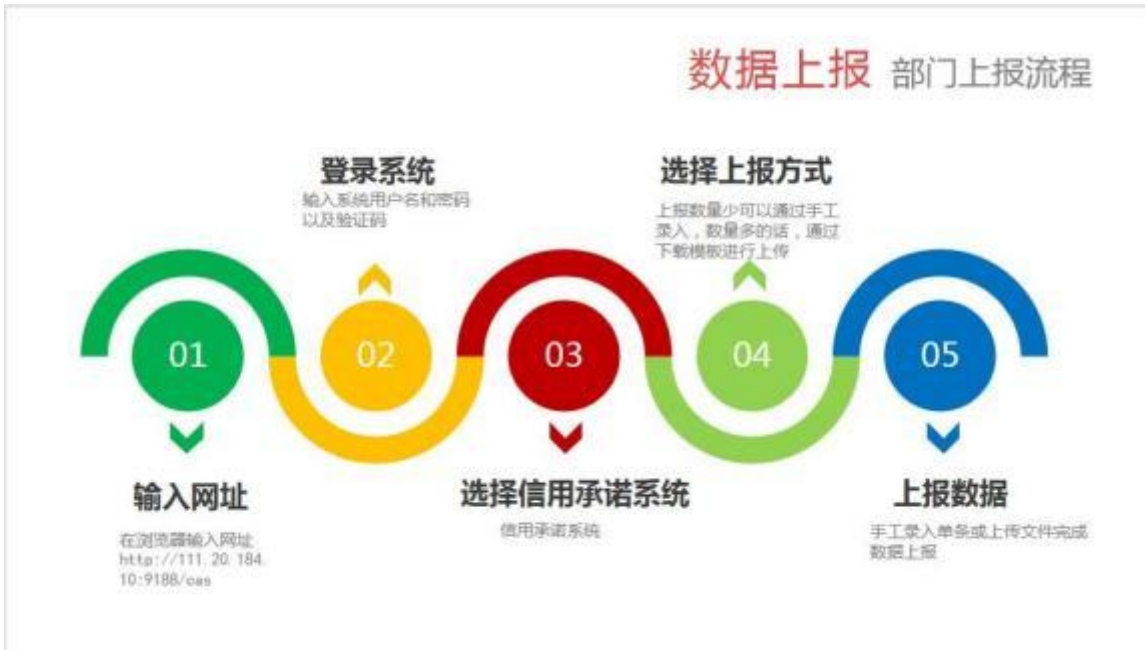 数据上报 部门上报流程
登录系统
输入系统用户名和密码
以及验证码
选择上报方式
上报数量少可以通过手工
录入，数量多的话，通过
下载模板进行上传
01
02
03
04
05
输入网址
在浏览器输入网址
http://111.20.184.
10:9188/oas
选择信用承诺系统
信用承诺系统
上报数据
手工录入单条或上传文件完成
数据上报